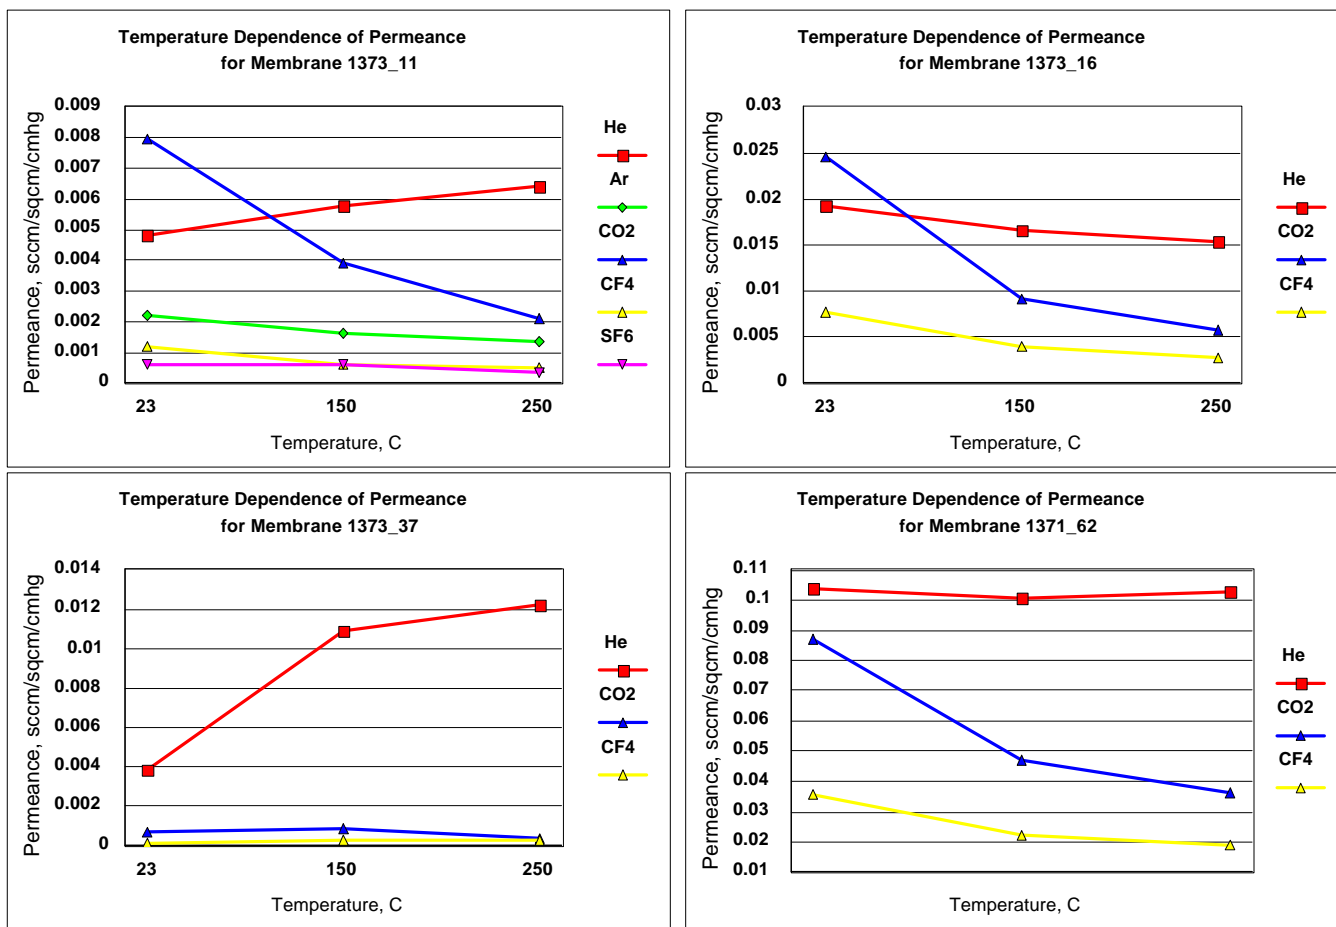 Temperature Dependence of Permeance
for Membrane 1373_11
Permeance, sccm/sqcm/cmhg
0.009
0.008
0.007
0.006
0.005
0.004
0.003
0.002
0.001
0
23 150 250
Temperature, C
He
Ar
CO2
CF4
SF6
Temperature Dependence of Permeance
for Membrane 1373_16
Permeance, sccm/sqcm/cmhg
0.03
0.025
0.02
0.015
0.01
0.005
0
23 150 250
Temperature, C
He
CO2
CF4
Temperature Dependence of Permeance
for Membrane 1373_37
Permeance, sccm/sqcm/cmhg
0.014
0.012
0.01
0.008
0.006
0.004
0.002
0
23 150 250
Temperature, C
He
CO2
CF4
Temperature Dependence of Permeance
for Membrane 1371_62
Permeance, sccm/sqcm/cmhg
0.11
0.1
0.09
0.08
0.07
0.06
0.05
0.04
0.03
0.02
0.01
Temperature, C
He
CO2
CF4